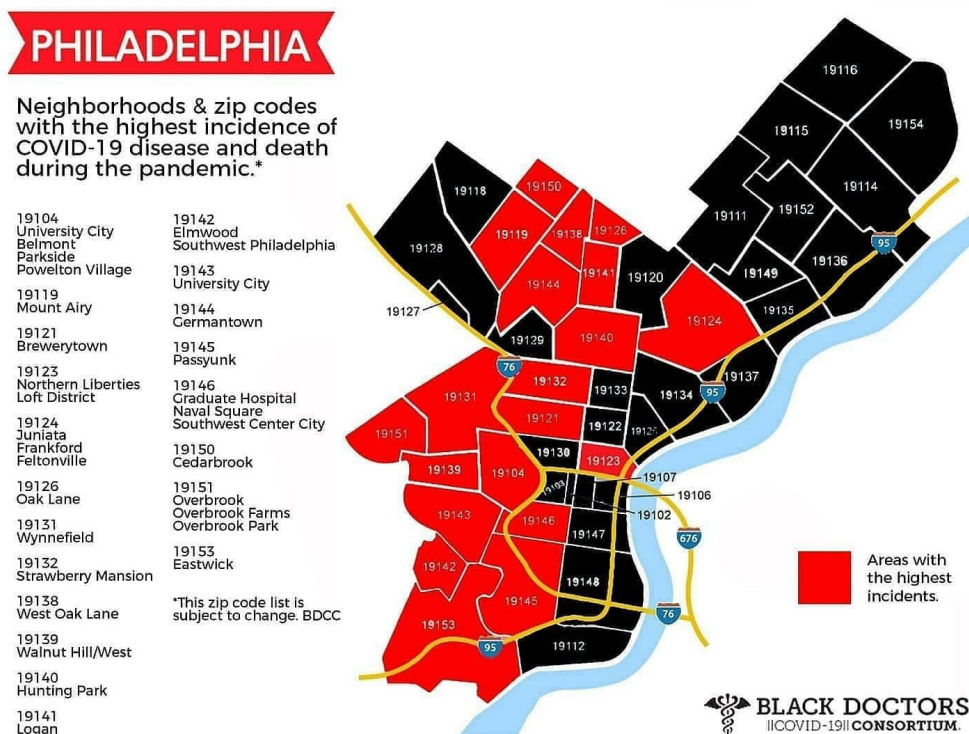 PHILADELPHIA
Neighborhoods & zip codes
with the highest incidence of
COVID-19 disease and death
during the pandemic.*
19104
University City
Belmont
Parkside
Powelton Village
19119
Mount Airy
19121
Brewerytown
19123
Northern Liberties
Loft District
19124
Juniata
Frankford
Feltonville
19126
Oak Lane
19131
Wynnefield
19132
Strawberry Mansion
19138
West Oak Lane
19139
Walnut Hill/West
19140
Hunting Park
19141
Logan
19142
Elmwood
Southwest Philadelphia
19143
University City
19144
Germantown
19145
Passyunk
19146
Graduate Hospital
Naval Square
Southwest Center City
19150
Cedarbrook
19151
Overbrook
Overbrook Farms
Overbrook Park
19153
Eastwick
*This zip code list is
subject to change. BDCC
19116
19154
19115
19114
19118
19150
19152
19111
19119
19138
19126
19128
95
19136
19149
19141
19120
19144
19135
19127
19124
19129
19140
76
19137
19132
19133
95
19134
19131
19121
19122
19151
19130
19123
19139
19104
19107
19103
19106
19102
19143
19146
19147
676
19142
19148
19145
76
19153
95
19112
Areas with
the highest
incidents.
BLACK DOCTORS
||COVID-19|| CONSORTIUM.